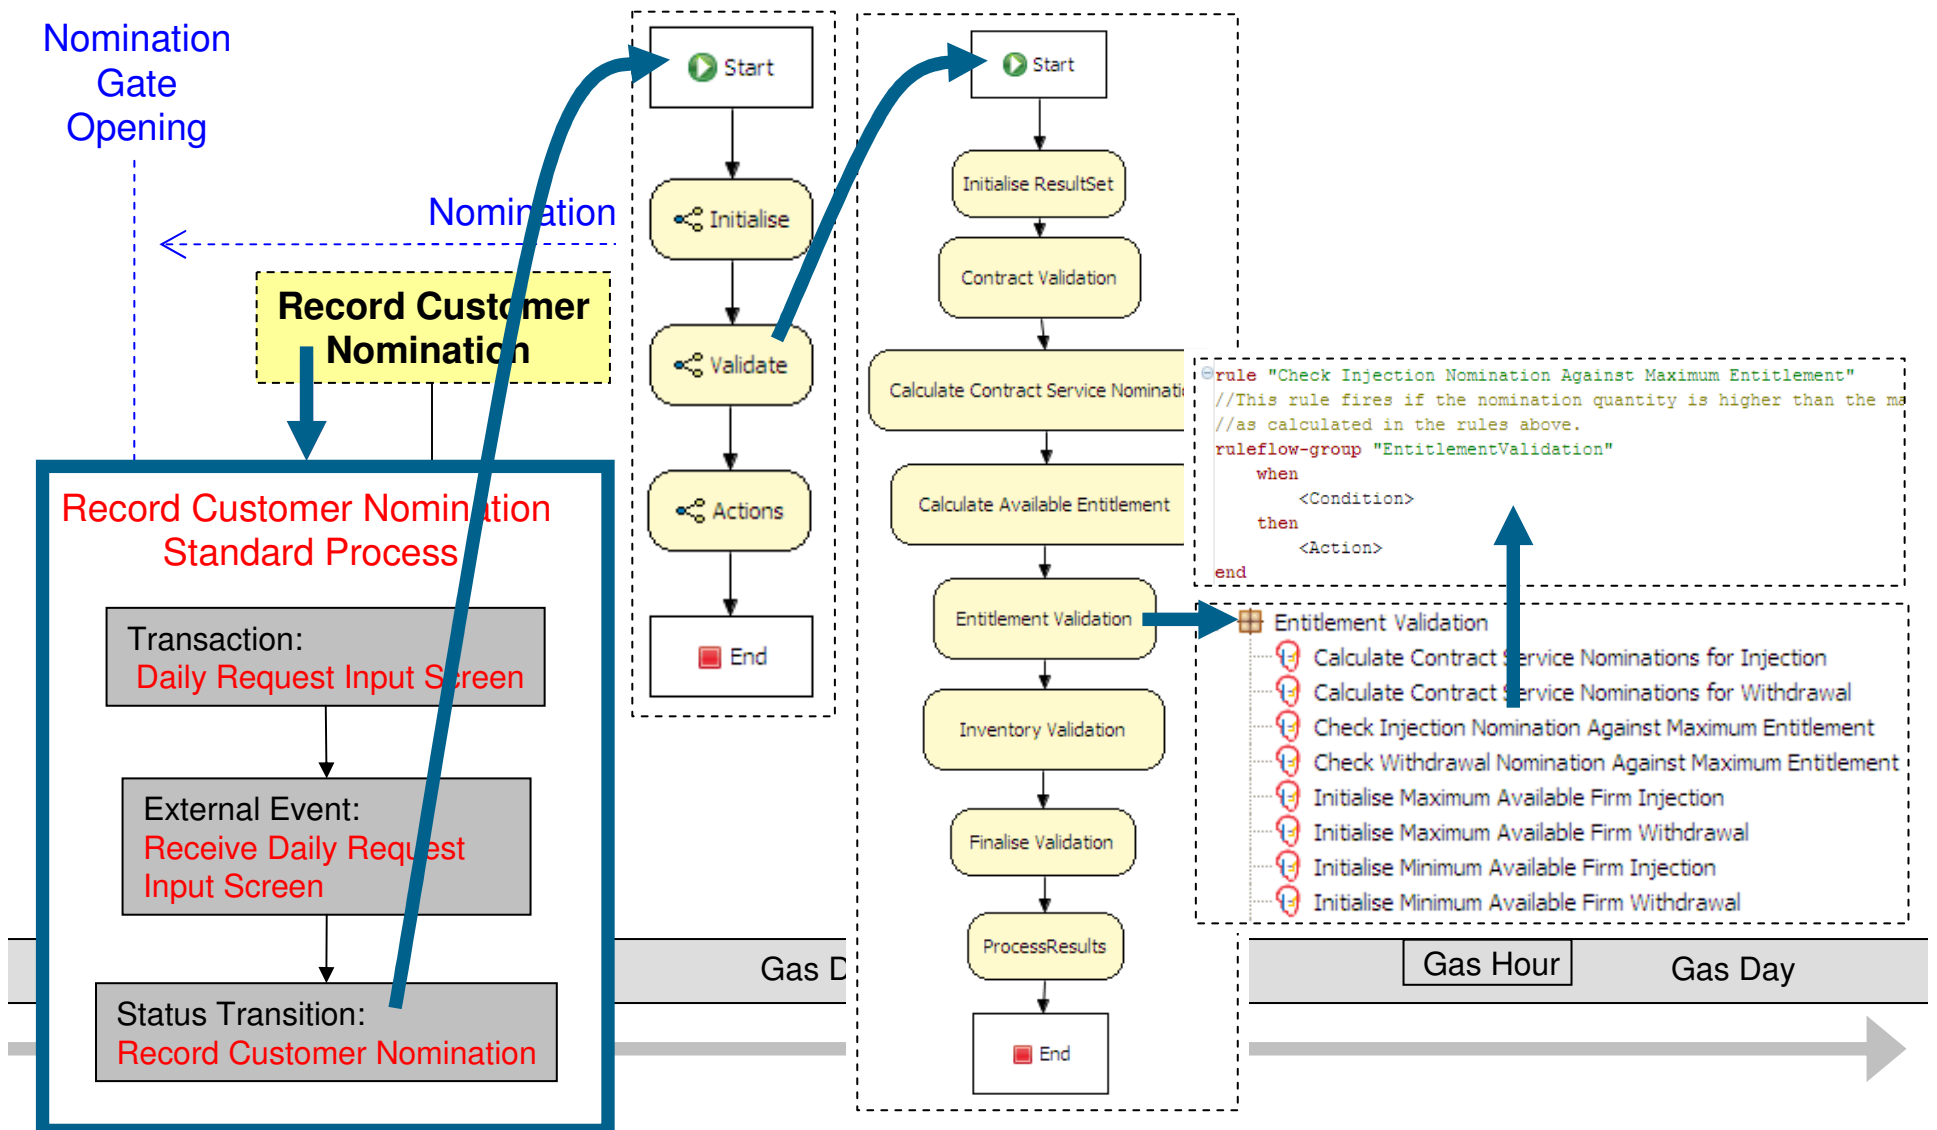 Nomination
Gate
Opening
Nomination
Record Customer
Nomination
Record Customer Nomination
Standard Process
Transaction:
Daily Request Input Screen
External Event:
Receive Daily Request
Input Screen
Status Transition:
Record Customer Nomination
Start
Initialise
Validate
Actions
End
Start
Initialise ResultSet
Contract Validation
Calculate Contract Service Nominati
Calculate Available Entitlement
Entitlement Validation
Inventory Validation
Finalise Validation
ProcessResults
End
rule "Check Injection Nomination Against Maximum Entitlement"
//This rule fires if the nomination quantity is higher than the ma
//as calculated in the rules above.
ruleflow-group "EntitlementValidation"
when
<Condition>
then
<Action>
end
Entitlement Validation
Calculate Contract Service Nominations for Injection
Calculate Contract Service Nominations for Withdrawal
Check Injection Nomination Against Maximum Entitlement
Check Withdrawal Nomination Against Maximum Entitlement
Initialise Maximum Available Firm Injection
Initialise Maximum Available Firm Withdrawal
Initialise Minimum Available Firm Injection
Initialise Minimum Available Firm Withdrawal
Gas D
Gas Hour
Gas Day